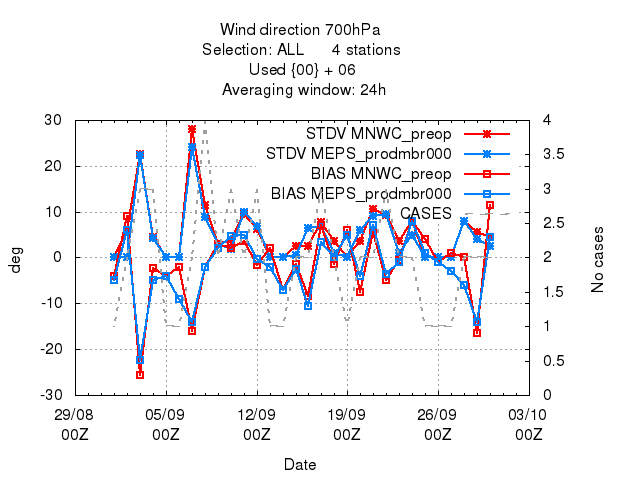 Wind direction 700hPa
Selection: ALL 4 stations
Used {00} + 06
Averaging window: 24h
30
20
10
0
-10
-20
-30
deg
STDV MNWC_preop
STDV MEPS_prodmbr000
BIAS MNWC_preop
BIAS MEPS_prodmbr000
CASES
4
3.5
3
2.5
2
1.5
1
0.5
0
No cases
29/08 05/09 12/09 19/09 26/09 03/10
00Z 00Z 00Z 00Z 00Z 00Z
Date